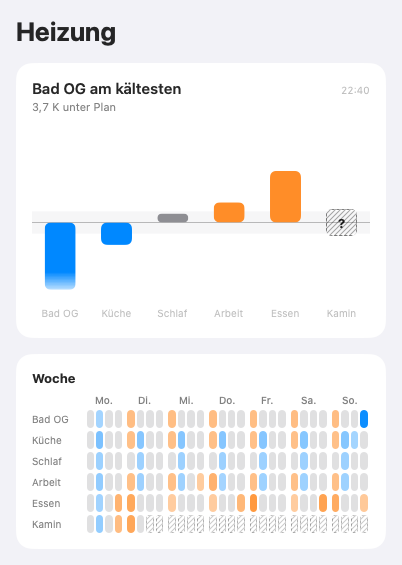 Heizung
Bad OG am kältesten
22:40
3,7 K unter Plan
?
Bad OG Küche Schlaf Arbeit Essen Kamin
Woche
Mo. Di. Mi. Do. Fr. Sa. So.
Bad OG
Küche
Schlaf
Arbeit
Essen
Kamin